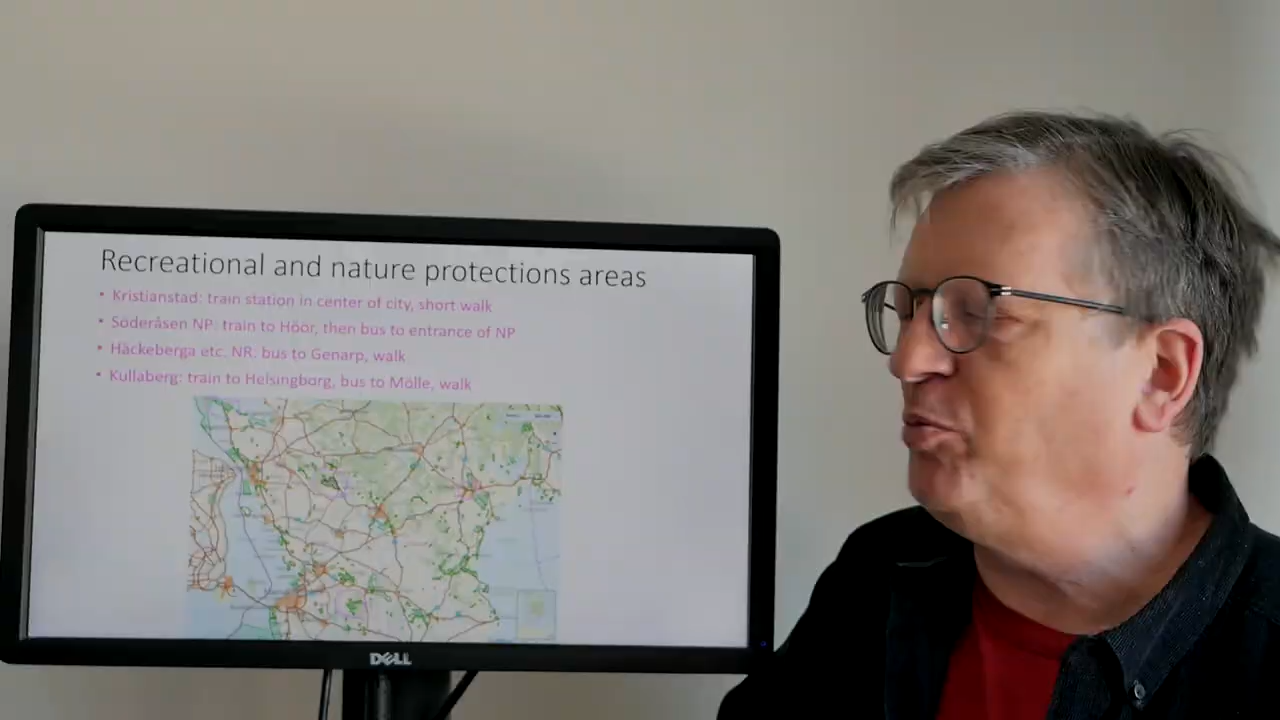 Recreational and nature protections areas
• Kristianstad: train station in center of city, short walk
• Söderåsen NP: train to Höör, then bus to entrance of NP
• Häckeberga etc. NR: bus to Genarp, walk
• Kullaberg: train to Helsingborg, bus to Mölle, walk
DELL